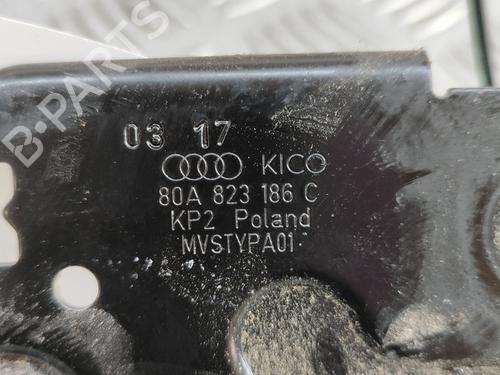 B-PARTS
03 17
KICO
80A 823 186 C
KP2 Poland
MVSTYPA01